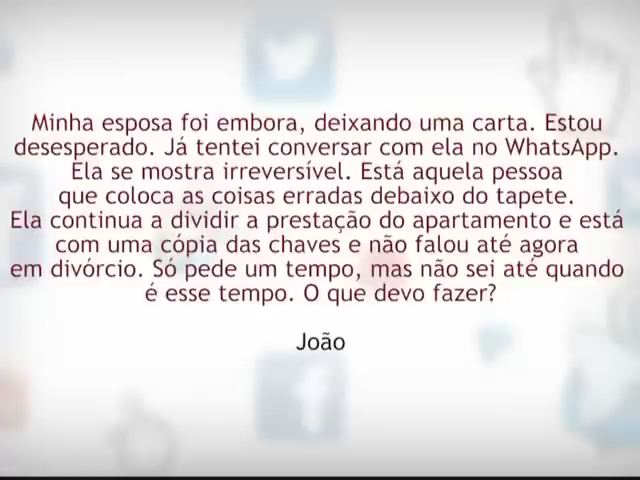 Minha esposa foi embora, deixando uma carta. Estou
desesperado. Já tentei conversar com ela no WhatsApp.
Ela se mostra irreversível. Está aquela pessoa
que coloca as coisas erradas debaixo do tapete.
Ela continua a dividir a prestação do apartamento e está
com uma cópia das chaves e não falou até agora
em divórcio. Só pede um tempo, mas não sei até quando
é esse tempo. O que devo fazer?
João